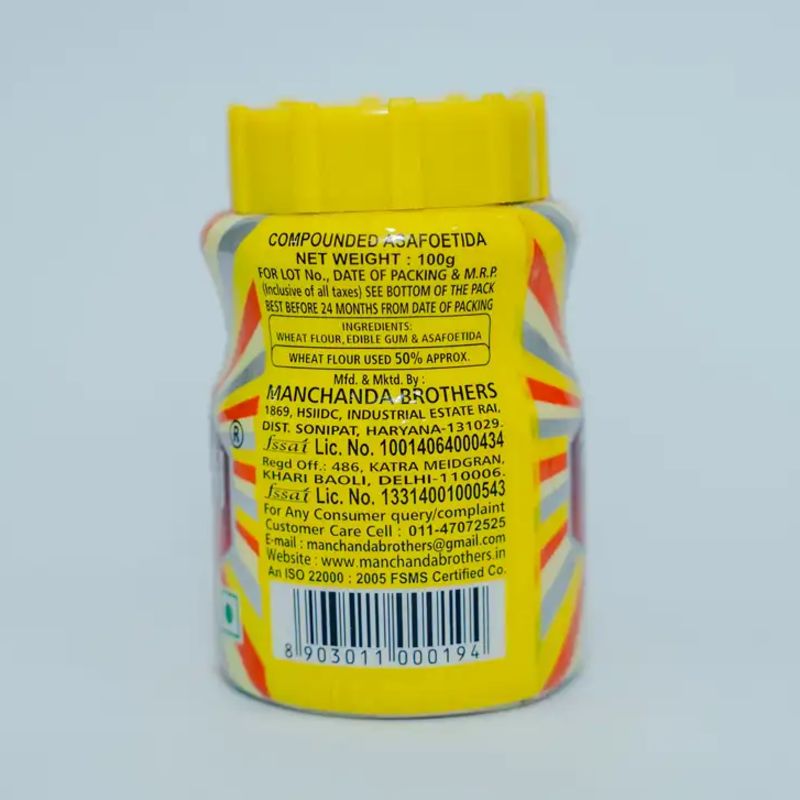 COMPOUNDED ASAFOETIDA
NET WEIGHT : 100g
FOR LOT No., DATE OF PACKING & M.R.P.
(Inclusive of all taxes) SEE BOTTOM OF THE PACK
BEST BEFORE 24 MONTHS FROM DATE OF PACKING
INGREDIENTS:
WHEAT FLOUR, EDIBLE GUM & ASAFOETIDA
WHEAT FLOUR USED 50% APPROX.
Mfd. & Mktd. By :
MANCHANDA BROTHERS
1869, HSIIDC, INDUSTRIAL ESTATE RAI,
DIST. SONIPAT, HARYANA-131029.
®
fssai Lic. No. 10014064000434
Regd Off.: 486, KATRA MEIDGRAN,
KHARI BAOLI, DELHI-110006.
fssai Lic. No. 13314001000543
For Any Consumer query/complaint
Customer Care Cell : 011-47072525
E-mail : manchandabrothers@gmail.com
Website : www.manchandabrothers.in
An ISO 22000 : 2005 FSMS Certified Co.
8 903011 000194